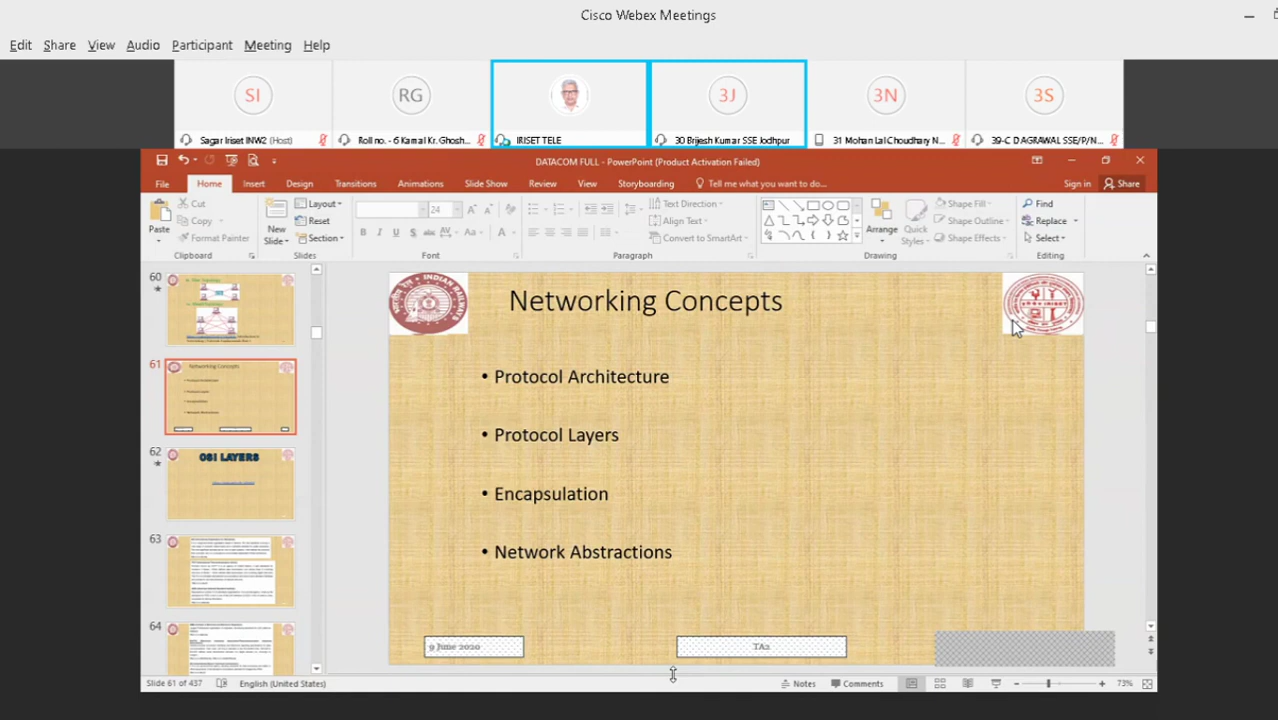 Cisco Webex Meetings
Edit Share View Audio Participant Meeting Help
SI RG 3J 3N 3S
Sagar Iriset INW2 (Host) Roll no. - 6 Kamal Kr. Ghosh... IRISET TELE 30 Brijesh Kumar SSE Jodhpur 31 Mohan Lal Choudhary N... 39-C D AGRAWAL SSE/P/N...
DATACOM FULL - PowerPoint (Product Activation Failed)
File Home Insert Design Transitions Animations Slide Show Review View Storyboarding Tell me what you want to do... Sign in Share
Paste Cut Copy Format Painter
New Slide Layout Reset Section
24
Text Direction Align Text Convert to SmartArt
Arrange Quick Styles Shape Fill Shape Outline Shape Effects
Find Replace Select
Clipboard Slides Font Paragraph Drawing Editing
60
61
Networking Concepts
62
OSI LAYERS
63
64
INDIAN RAILWAYS
Networking Concepts
• Protocol Architecture
• Protocol Layers
• Encapsulation
• Network Abstractions
9 June 2020 TA2
Slide 61 of 437 English (United States) Notes Comments 73%